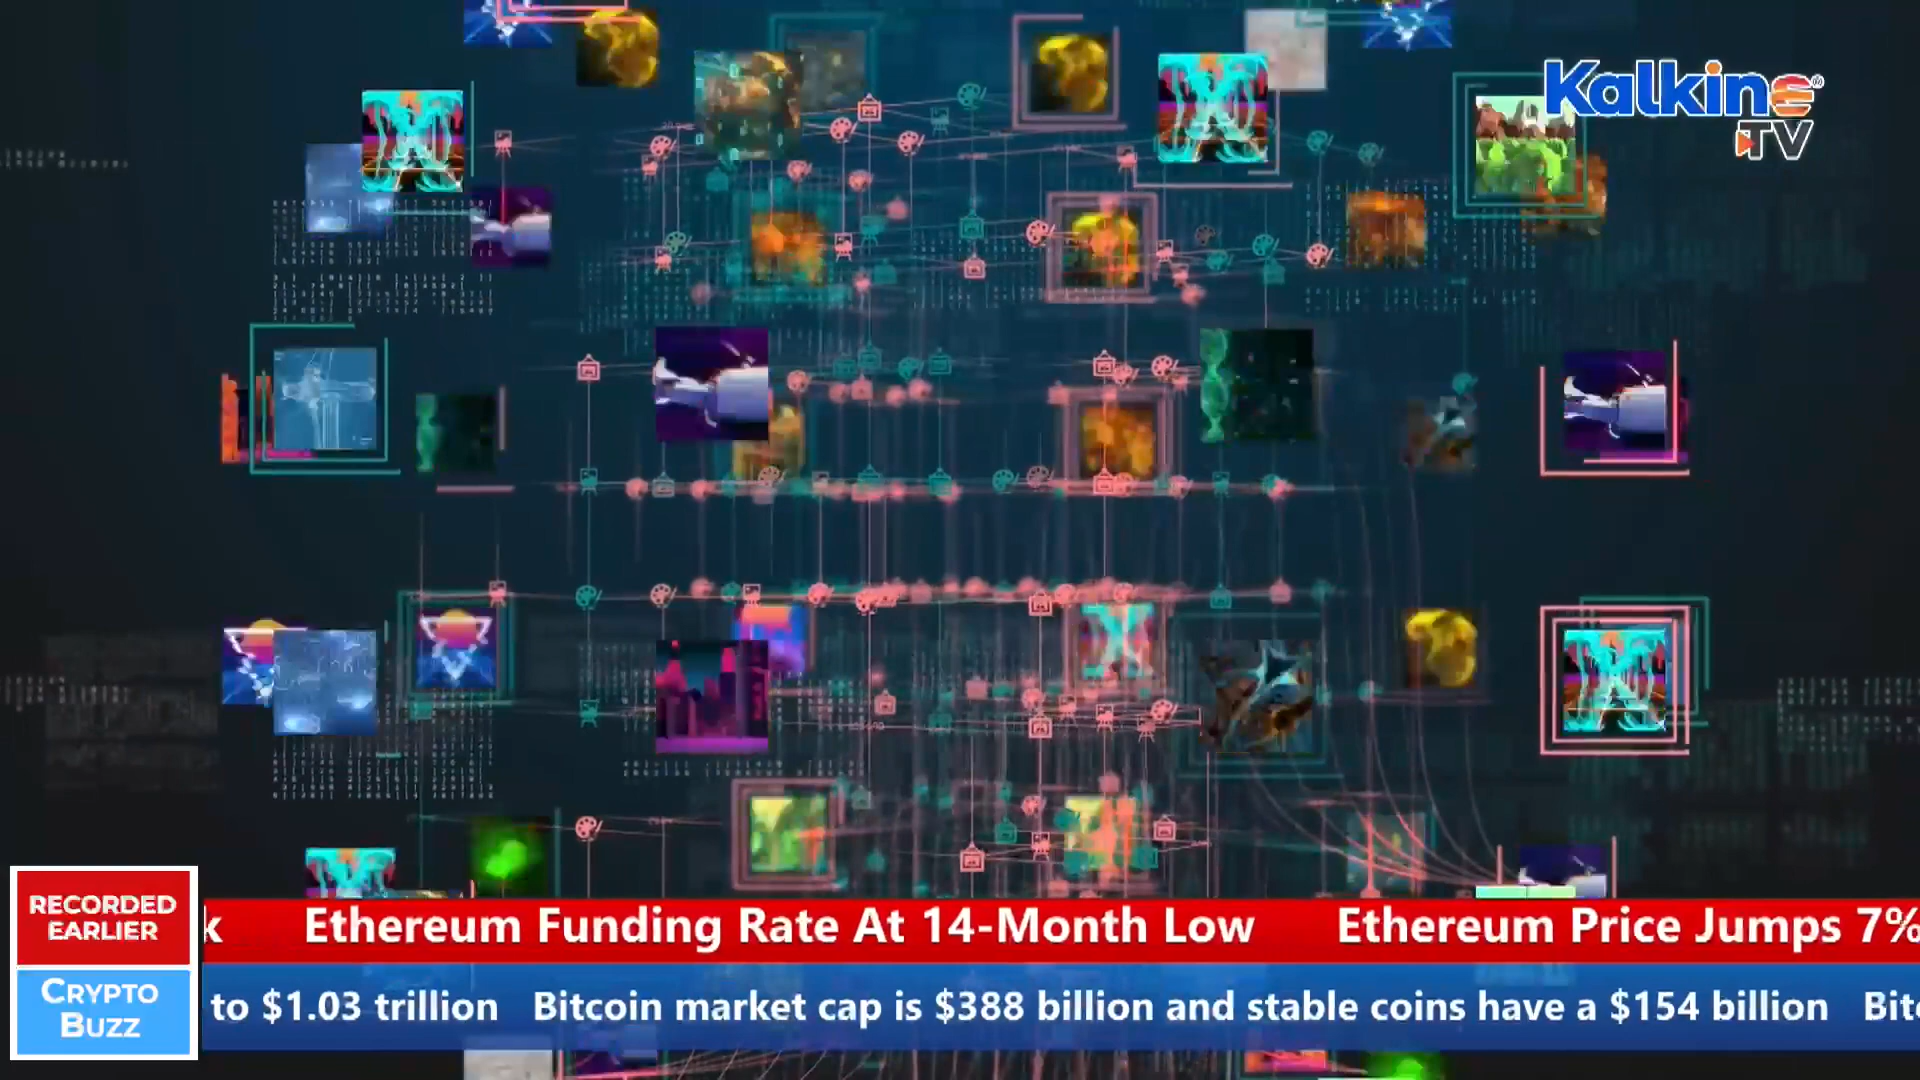 Kalkine
TV
RECORDED
EARLIER
k Ethereum Funding Rate At 14-Month Low Ethereum Price Jumps 7%
CRYPTO
BUZZ
to $1.03 trillion Bitcoin market cap is $388 billion and stable coins have a $154 billion Bit